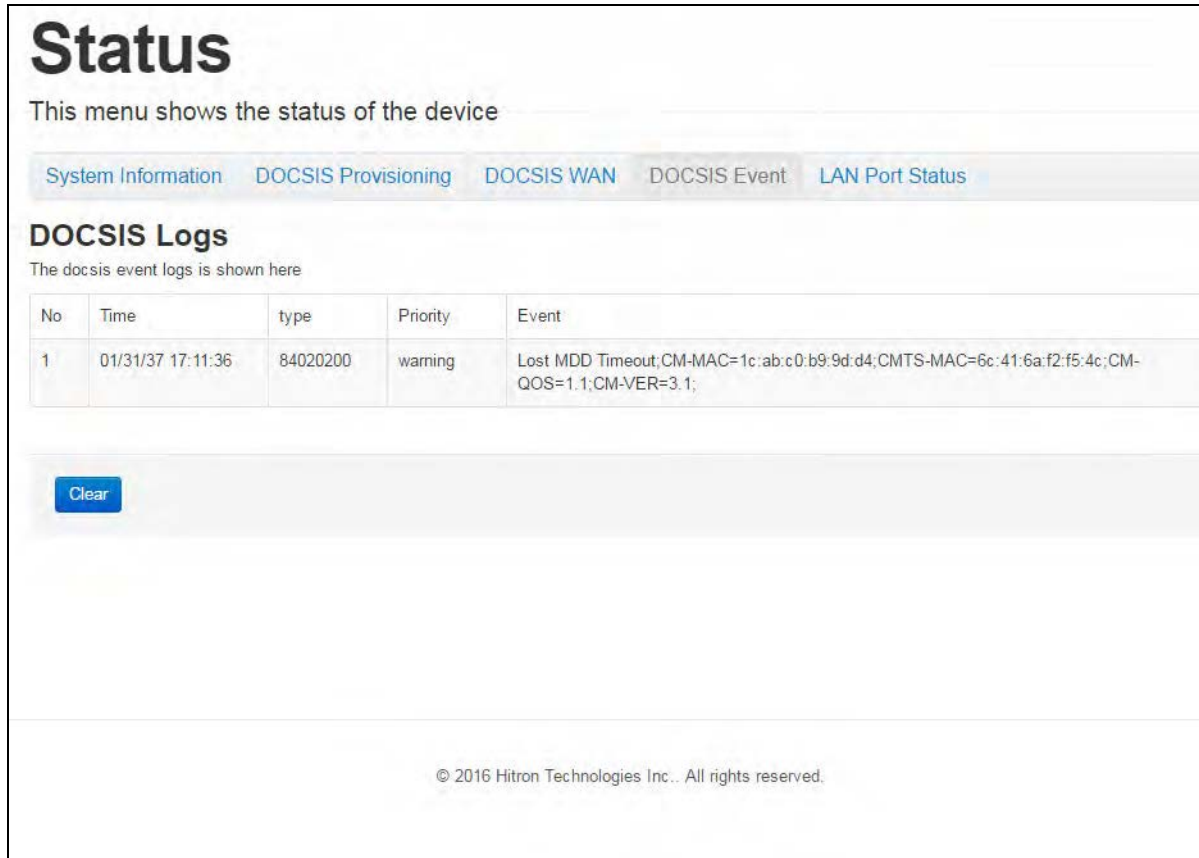 Status
This menu shows the status of the device
System Information DOCSIS Provisioning DOCSIS WAN DOCSIS Event LAN Port Status
DOCSIS Logs
The docsis event logs is shown here
No Time type Priority Event
1 01/31/37 17:11:36 84020200 warning Lost MDD Timeout;CM-MAC=1c:ab:c0:b9:9d:d4;CMTS-MAC=6c:41:6a:f2:f5:4c;CM-
QOS=1.1;CM-VER=3.1;
Clear
© 2016 Hitron Technologies Inc.. All rights reserved.